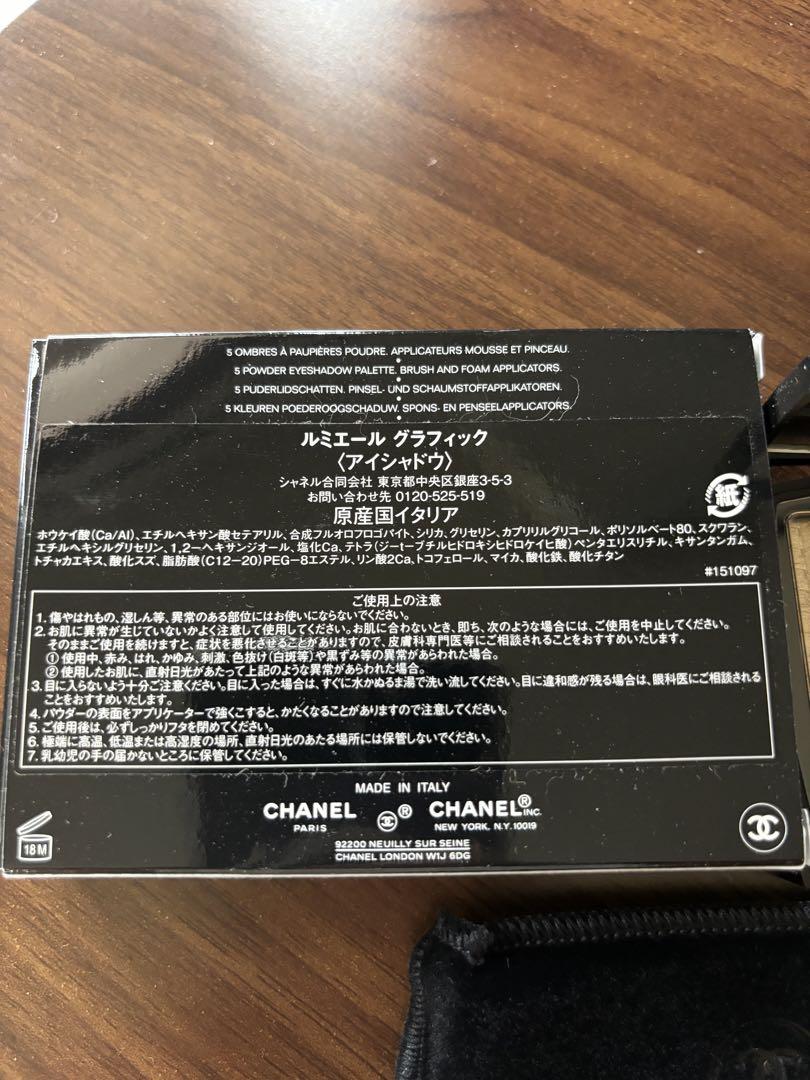 5 OMBRES À PAUPIÈRES POUDRE. APPLICATEURS MOUSSE ET PINCEAU.
5 POWDER EYESHADOW PALETTE. BRUSH AND FOAM APPLICATORS.
5 PUDERLIDSCHATTEN. PINSEL- UND SCHAUMSTOFFAPPLIKATOREN.
5 KLEUREN POEDEROOGSCHADUW. SPONS- EN PENSEELAPPLICATORS.
ルミエール グラフィック
〈アイシャドウ〉
シャネル合同会社 東京都中央区銀座3-5-3
お問い合わせ先 0120-525-519
原産国イタリア
紙
ホウケイ酸(Ca/Al)、エチルヘキサン酸セテアリル、合成フルオロフロゴパイト、シリカ、グリセリン、カプリリルグリコール、ポリソルベート80、スクワラン、
エチルヘキシルグリセリン、1,2-ヘキサンジオール、塩化Ca、テトラ(ジ-t-ブチルヒドロキシヒドロケイヒ酸)ペンタエリスリチル、キサンタンガム、
トチャカエキス、酸化スズ、脂肪酸(C12-20)PEG-8エステル、リン酸2Ca、トコフェロール、マイカ、酸化鉄、酸化チタン
#151097
ご使用上の注意
1. 傷やはれもの、湿しん等、異常のある部位にはお使いにならないでください。
2. お肌に異常が生じていないかよく注意して使用してください。お肌に合わないとき、即ち、次のような場合には、ご使用を中止してください。
そのままご使用を続けますと、症状を悪化させることがありますので、皮膚科専門医等にご相談されることをおすすめいたします。
① 使用中、赤み、はれ、かゆみ、刺激、色抜け(白斑等)や黒ずみ等の異常があらわれた場合。
② 使用したお肌に、直射日光があたって上記のような異常があらわれた場合。
3. 目に入らないよう十分ご注意ください。目に入った場合は、すぐに水かぬるま湯で洗い流してください。目に違和感が残る場合は、眼科医にご相談される
ことをおすすめいたします。
4. パウダーの表面をアプリケーターで強くこすると、かたくなることがありますので注意してください。
5. ご使用後は、必ずしっかりフタを閉めてください。
6. 極端に高温、低温または高湿度の場所、直射日光のあたる場所には保管しないでください。
7. 乳幼児の手の届かないところに保管してください。
MADE IN ITALY
CHANEL ® CHANEL® INC.
PARIS NEW YORK, N.Y. 10019
92200 NEUILLY SUR SEINE
CHANEL LONDON W1J 6DG
18 M